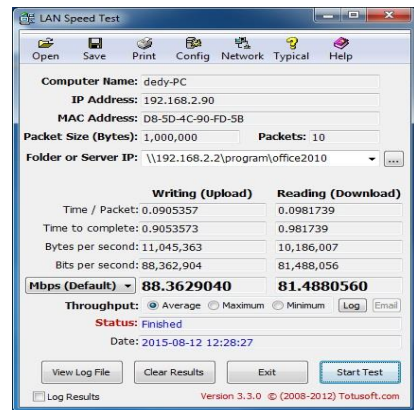 LAN Speed Test
Open Save Print Config Network Typical Help
Computer Name: dedy-PC
IP Address: 192.168.2.90
MAC Address: D8-5D-4C-90-FD-5B
Packet Size (Bytes): 1,000,000 Packets: 10
Folder or Server IP: \\192.168.2.2\program\office2010 ...
Writing (Upload) Reading (Download)
Time / Packet: 0.0905357 0.0981739
Time to complete: 0.9053573 0.981739
Bytes per second: 11,045,363 10,186,007
Bits per second: 88,362,904 81,488,056
Mbps (Default) 88.3629040 81.4880560
Throughput: Average Maximum Minimum Log Email
Status: Finished
Date: 2015-08-12 12:28:27
View Log File Clear Results Exit Start Test
Log Results Version 3.3.0 © (2008-2012) Totusoft.com